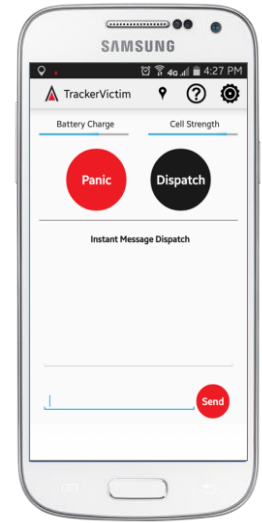 SAMSUNG
4G 4:27 PM
TrackerVictim ?
Battery Charge Cell Strength
Panic Dispatch
Instant Message Dispatch
Send